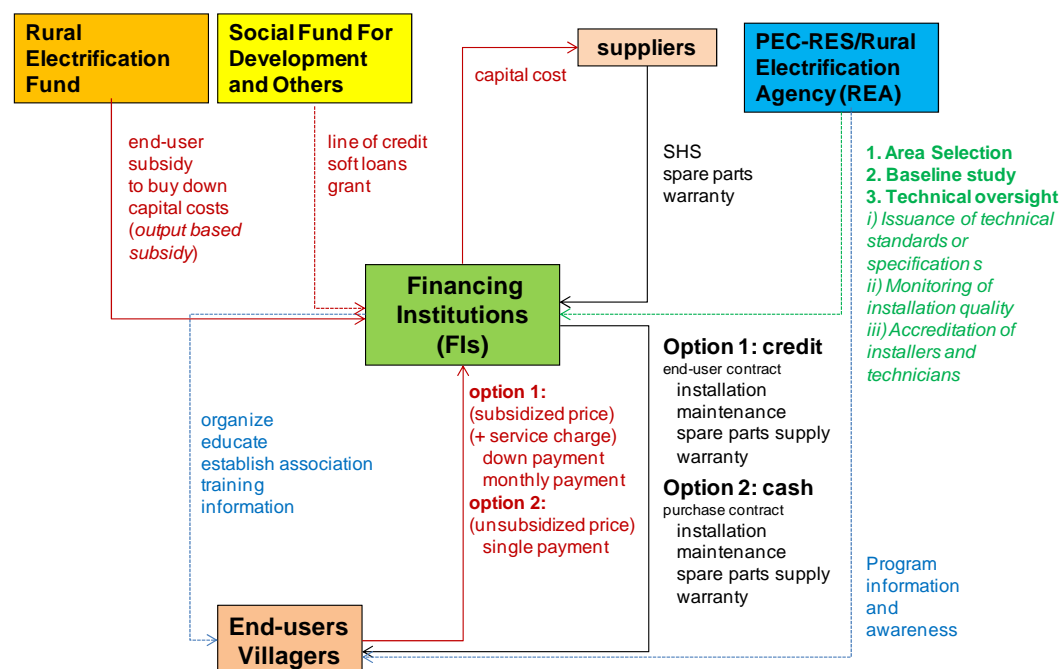 Rural
Electrification
Fund
Social Fund For
Development
and Others
suppliers
PEC-RES/Rural
Electrification
Agency (REA)
capital cost
end-user
subsidy
to buy down
capital costs
(output based
subsidy)
line of credit
soft loans
grant
SHS
spare parts
warranty
1. Area Selection
2. Baseline study
3. Technical oversight
i) Issuance of technical
standards or
specification s
ii) Monitoring of
installation quality
iii) Accreditation of
installers and
technicians
Financing
Institutions
(FIs)
organize
educate
establish association
training
information
option 1:
(subsidized price)
(+ service charge)
down payment
monthly payment
option 2:
(unsubsidized price)
single payment
Option 1: credit
end-user contract
installation
maintenance
spare parts supply
warranty
Option 2: cash
purchase contract
installation
maintenance
spare parts supply
warranty
Program
information
and
awareness
End-users
Villagers